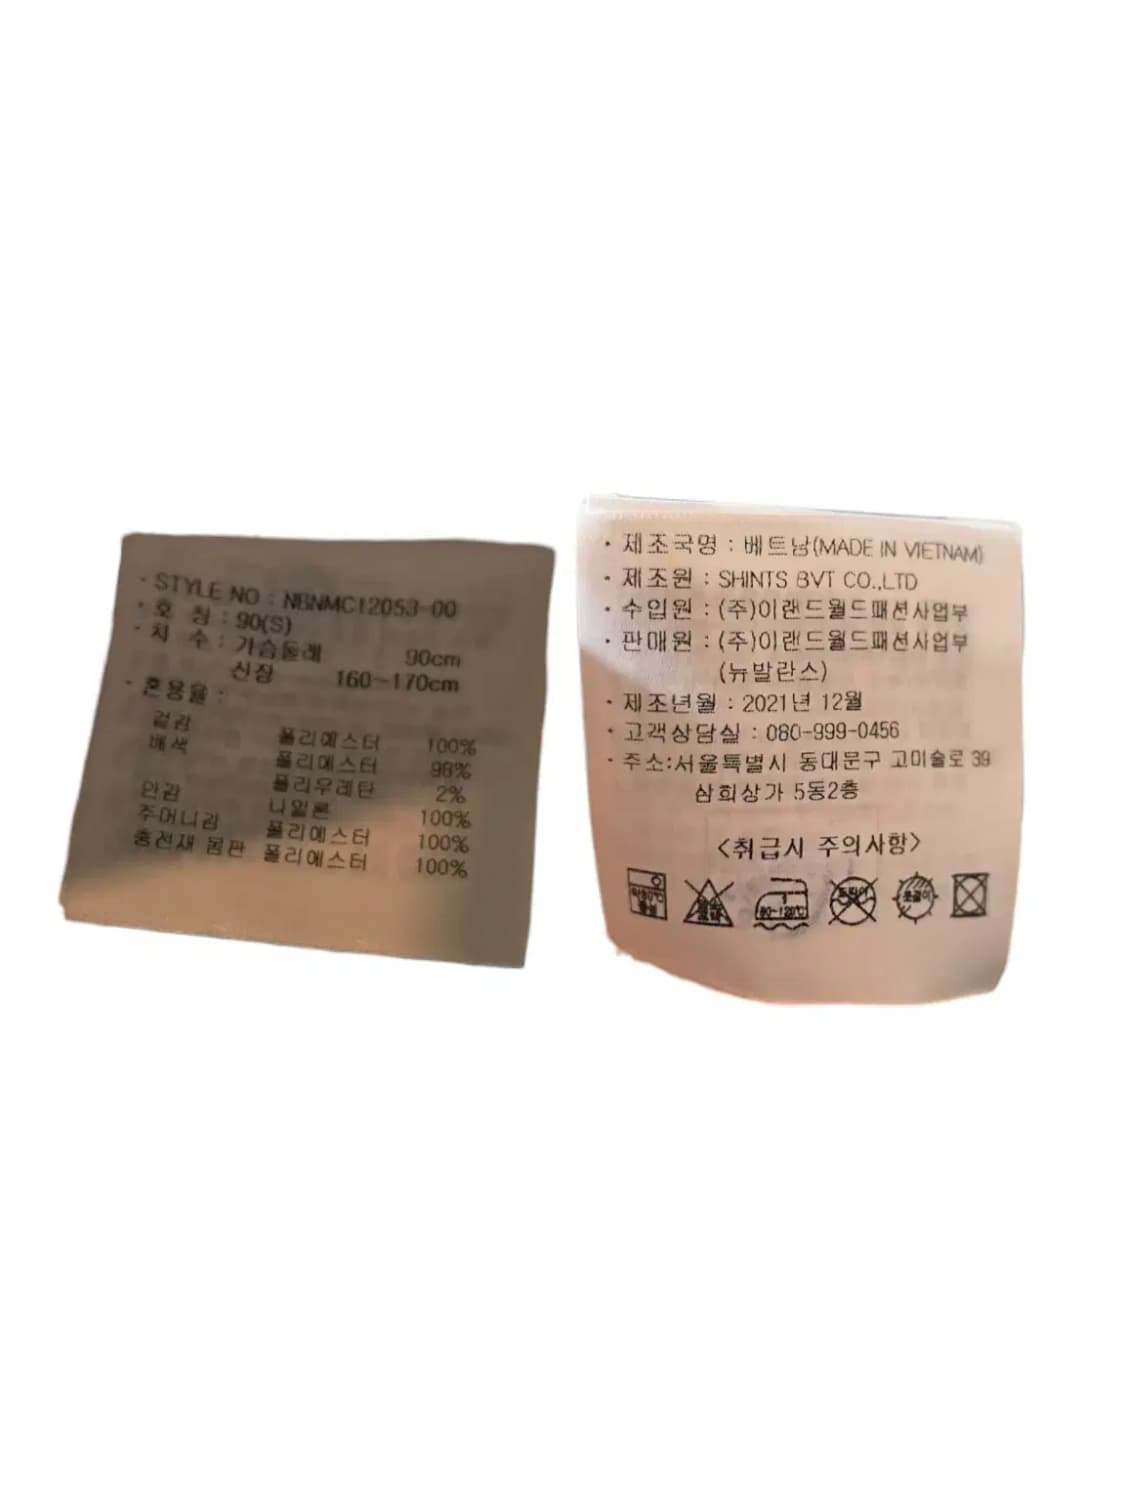 · STYLE NO : NBNMC12053-00
· 호 칭 : 90(S)
· 치 수 : 가슴둘레 90cm
신장 160~170cm
· 혼용율 :
겉감 폴리에스터 100%
배색 폴리에스터 98%
폴리우레탄 2%
안감 나일론 100%
주머니감 폴리에스터 100%
충전재 몸판 폴리에스터 100%
· 제조국명 : 베트남(MADE IN VIETNAM)
· 제조원 : SHINTS BVT CO.,LTD
· 수입원 : (주)이랜드월드패션사업부
· 판매원 : (주)이랜드월드패션사업부
(뉴발란스)
· 제조년월 : 2021년 12월
· 고객상담실 : 080-999-0456
· 주소:서울특별시 동대문구 고미술로 39
삼희상가 5동2층
<취급시 주의사항>
80~120℃
드라이
옷걸이